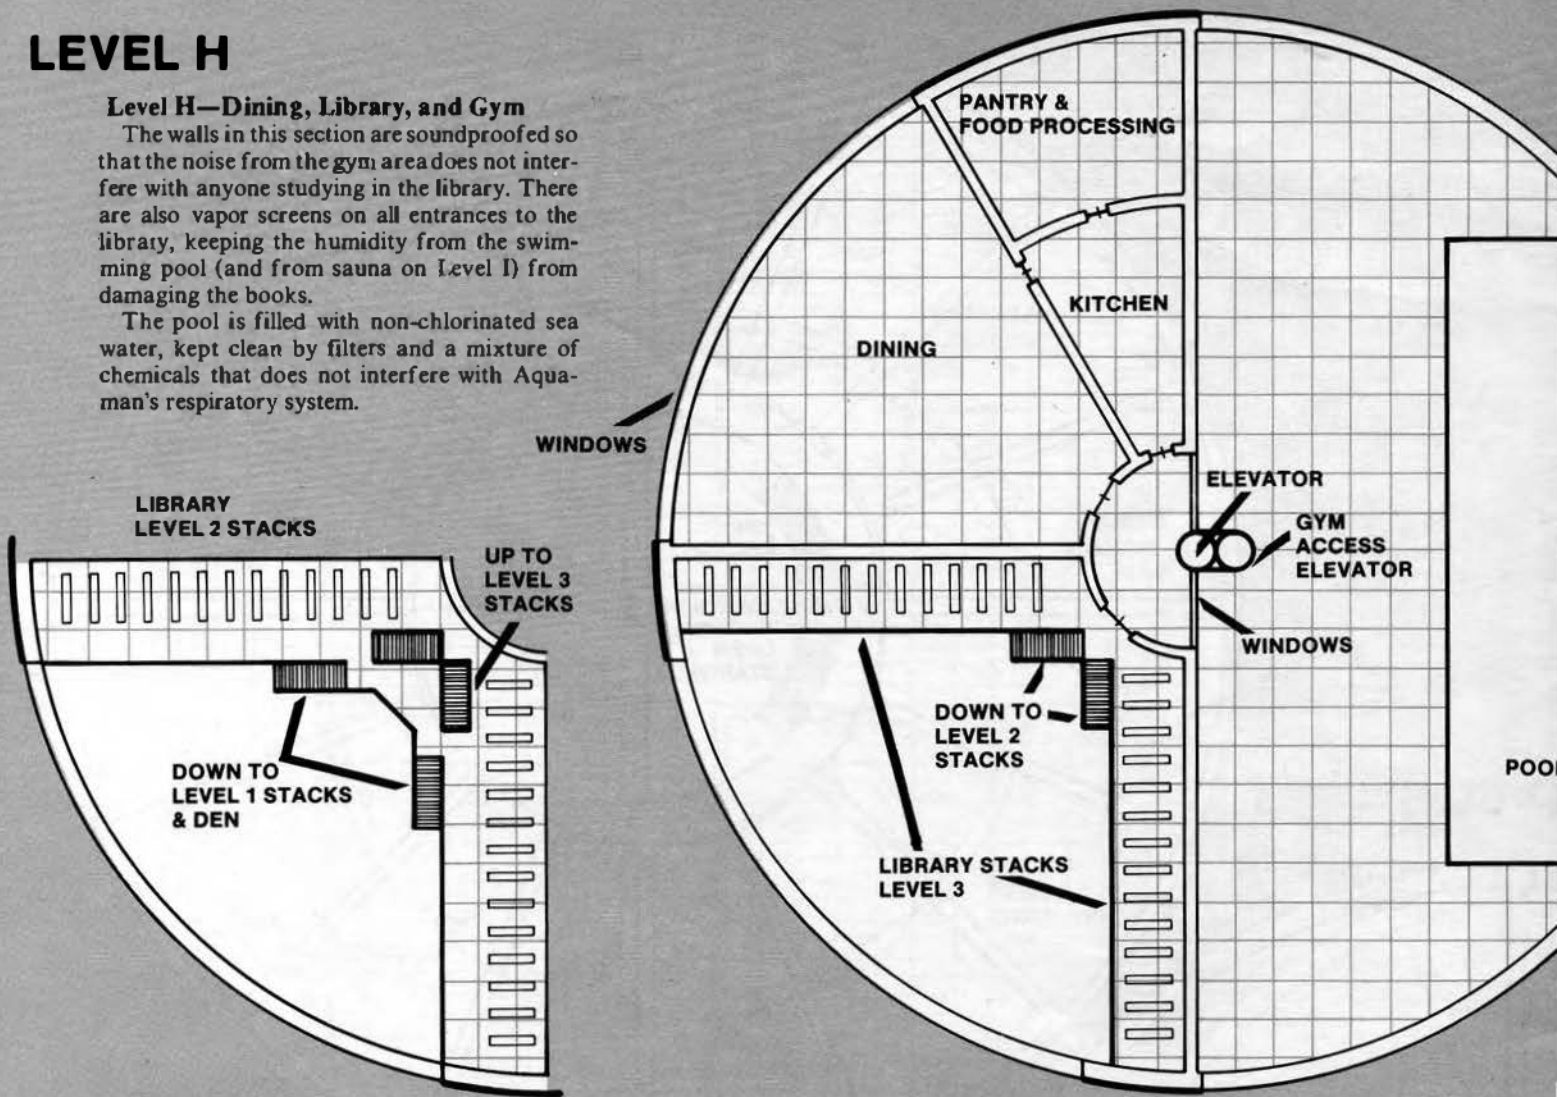 LEVEL H
Level H—Dining, Library, and Gym
The walls in this section are soundproofed so
that the noise from the gym area does not inter-
fere with anyone studying in the library. There
are also vapor screens on all entrances to the
library, keeping the humidity from the swim-
ming pool (and from sauna on Level I) from
damaging the books.
The pool is filled with non-chlorinated sea
water, kept clean by filters and a mixture of
chemicals that does not interfere with Aqua-
man's respiratory system.
LIBRARY
LEVEL 2 STACKS
UP TO
LEVEL 3
STACKS
DOWN TO
LEVEL 1 STACKS
& DEN
PANTRY &
FOOD PROCESSING
KITCHEN
DINING
WINDOWS
ELEVATOR
GYM
ACCESS
ELEVATOR
WINDOWS
DOWN TO
LEVEL 2
STACKS
LIBRARY STACKS
LEVEL 3